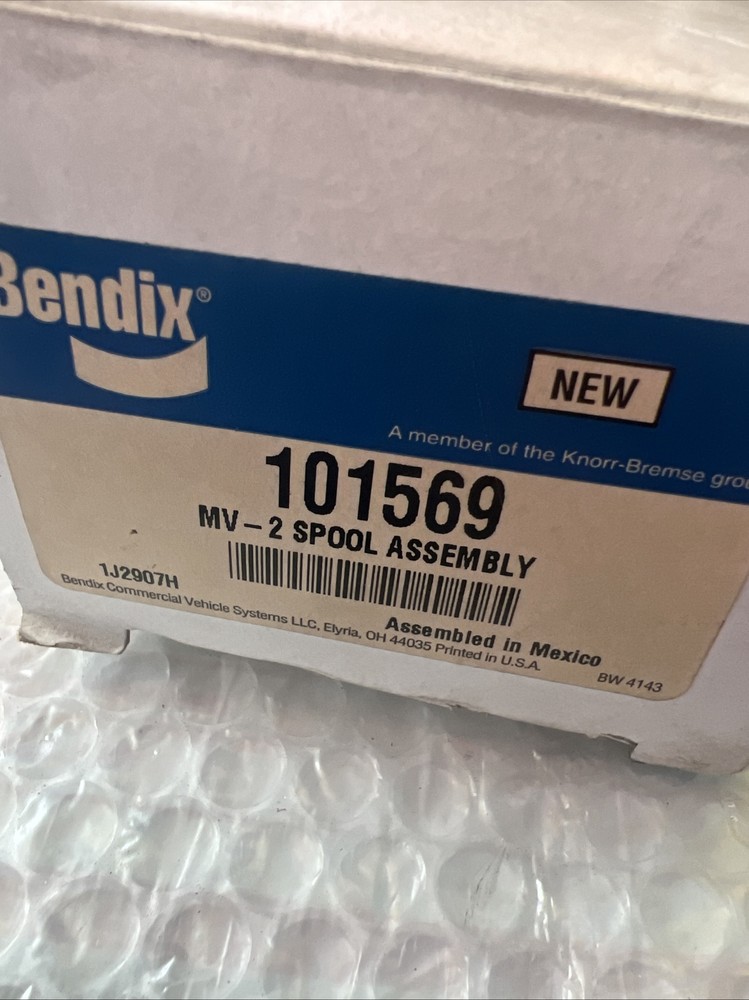 Bendix®
NEW
A member of the Knorr-Bremse
101569
MV-2 SPOOL ASSEMBLY
1J2907H
Assembled in Mexico
Bendix Commercial Vehicle Systems LLC, Elyria, OH 44035 Printed in U.S.A.
BW 4143